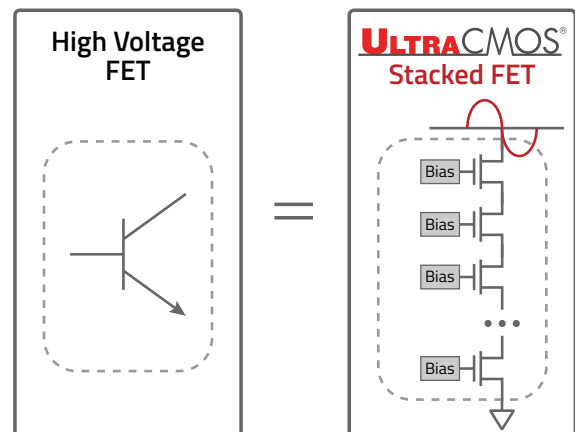 High Voltage
FET
ULTRACMOS®
Stacked FET
Bias
Bias
Bias
Bias